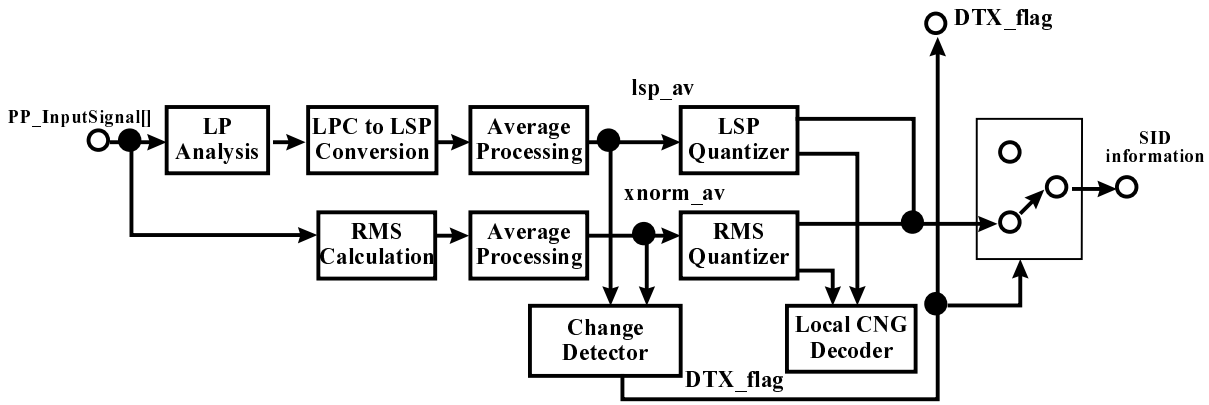 DTX_flag
lsp_av
PP_InputSignal[]
LP
Analysis
LPC to LSP
Conversion
Average
Processing
LSP
Quantizer
SID
information
xnorm_av
RMS
Calculation
Average
Processing
RMS
Quantizer
Change
Detector
Local CNG
Decoder
DTX_flag